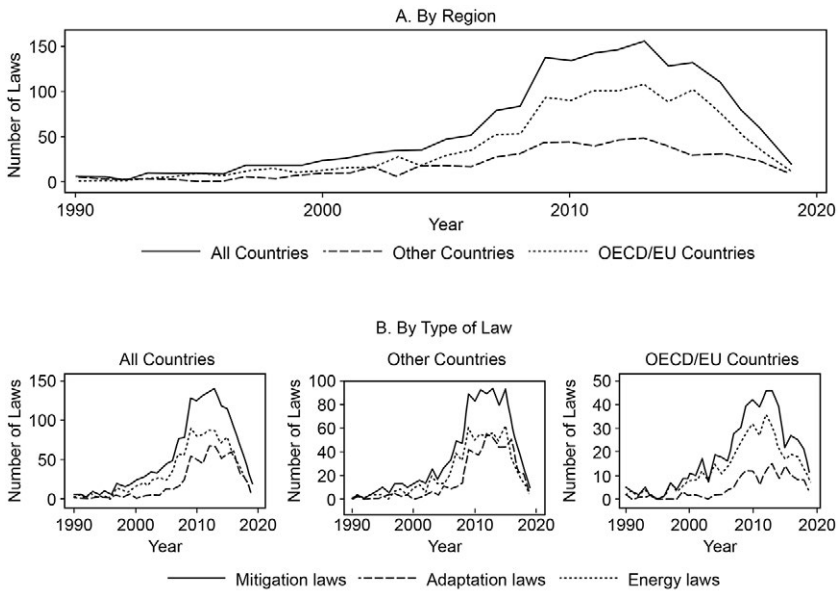 A. By Region
Number of Laws
150
100
50
0
1990 2000 2010 2020
Year
All Countries Other Countries OECD/EU Countries
B. By Type of Law
All Countries Other Countries OECD/EU Countries
Number of Laws
150
100
50
0
1990 2000 2010 2020
Year
Number of Laws
100
80
60
40
20
0
1990 2000 2010 2020
Year
Number of Laws
50
40
30
20
10
0
1990 2000 2010 2020
Year
Mitigation laws Adaptation laws Energy laws